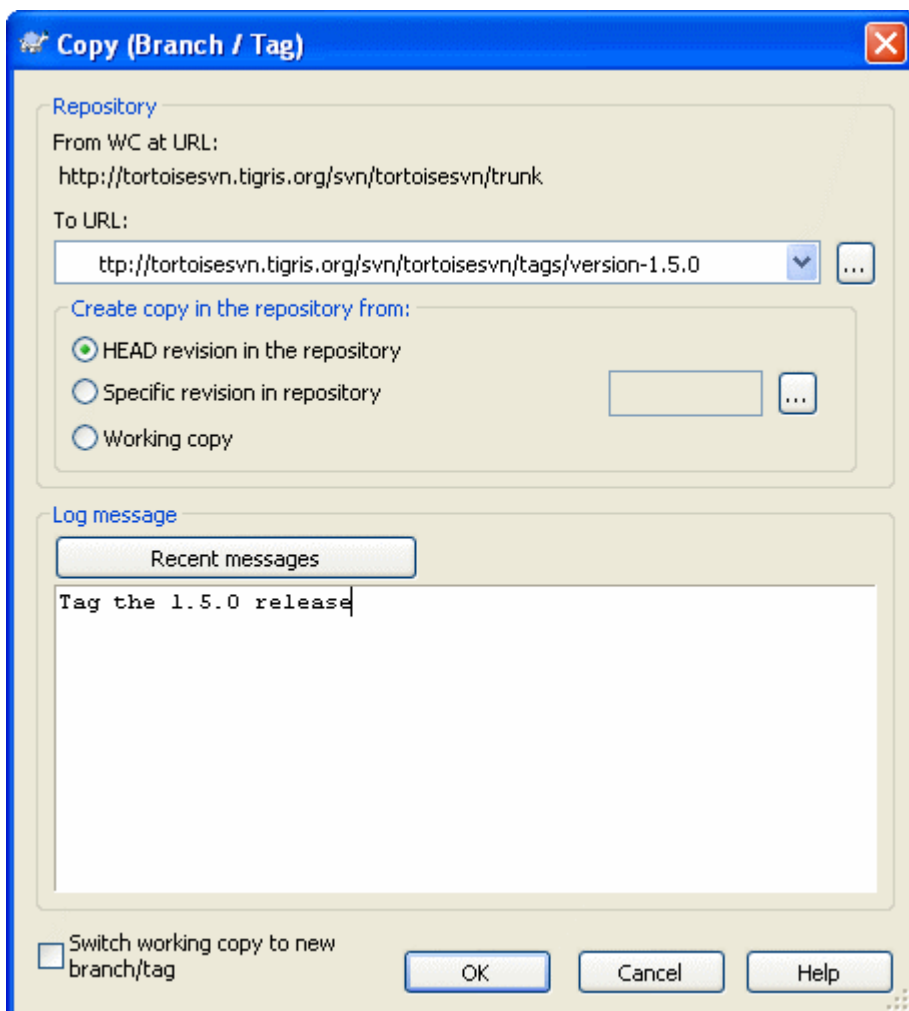 Copy (Branch / Tag)
Repository
From WC at URL:
http://tortoisesvn.tigris.org/svn/tortoisesvn/trunk
To URL:
ttp://tortoisesvn.tigris.org/svn/tortoisesvn/tags/version-1.5.0
...
Create copy in the repository from:
HEAD revision in the repository
Specific revision in repository
...
Working copy
Log message
Recent messages
Tag the 1.5.0 release
Switch working copy to new
branch/tag
OK
Cancel
Help